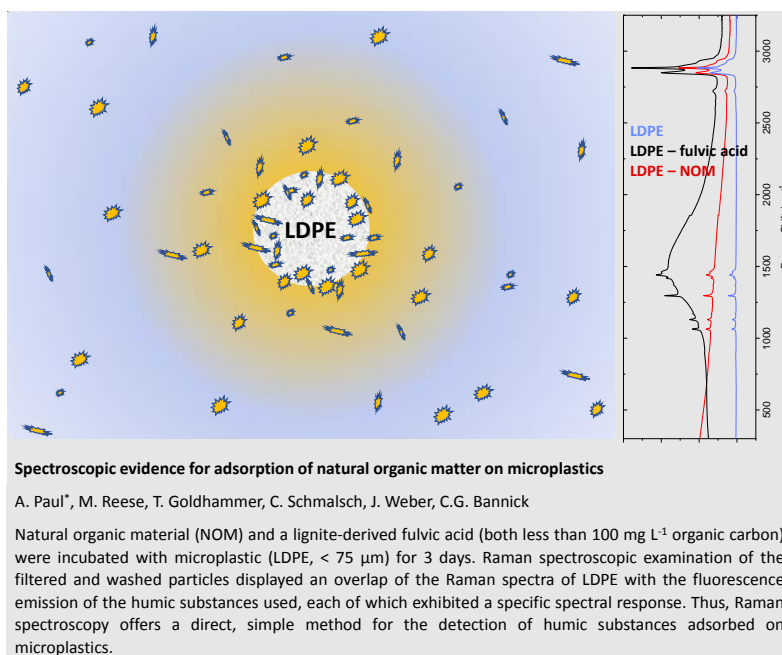 LDPE
LDPE
LDPE – fulvic acid
LDPE – NOM
3000
2500
2000
1500
1000
500
Spectroscopic evidence for adsorption of natural organic matter on microplastics
A. Paul*, M. Reese, T. Goldhammer, C. Schmalsch, J. Weber, C.G. Bannick
Natural organic material (NOM) and a lignite-derived fulvic acid (both less than 100 mg L-1 organic carbon)
were incubated with microplastic (LDPE, < 75 µm) for 3 days. Raman spectroscopic examination of the
filtered and washed particles displayed an overlap of the Raman spectra of LDPE with the fluorescence
emission of the humic substances used, each of which exhibited a specific spectral response. Thus, Raman
spectroscopy offers a direct, simple method for the detection of humic substances adsorbed on
microplastics.